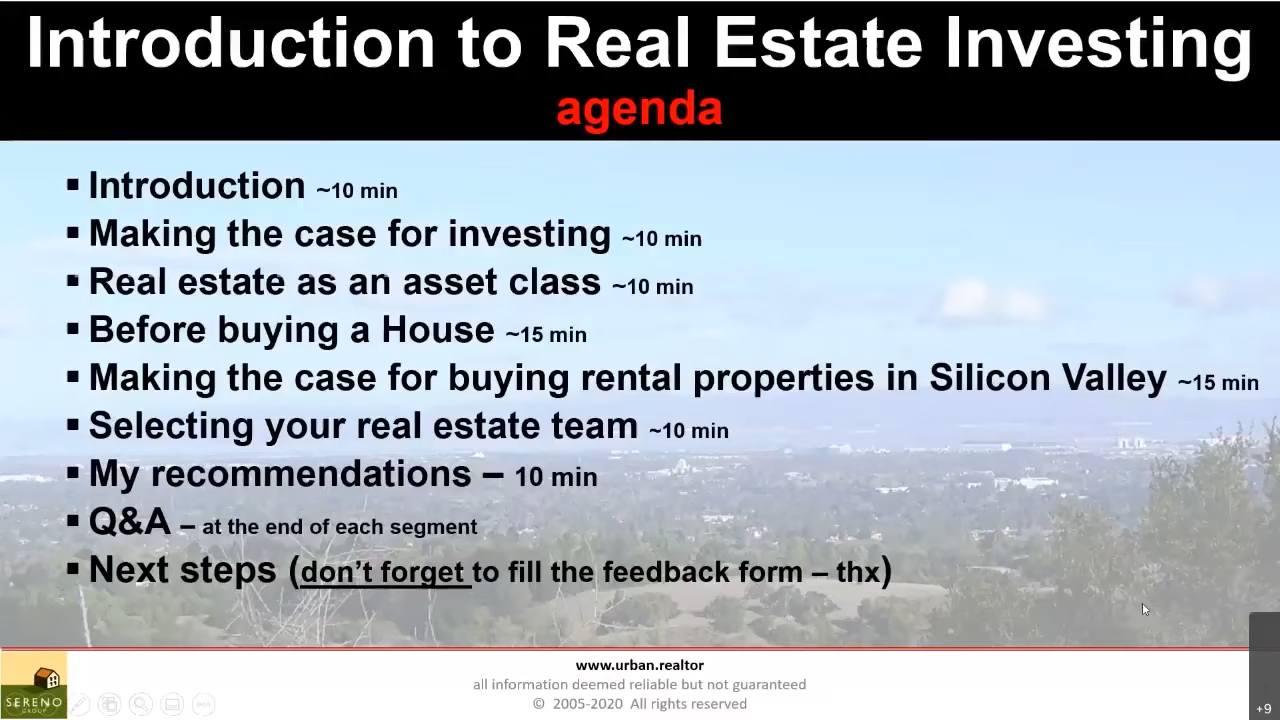 Introduction to Real Estate Investing
agenda
▪ Introduction ~10 min
▪ Making the case for investing ~10 min
▪ Real estate as an asset class ~10 min
▪ Before buying a House ~15 min
▪ Making the case for buying rental properties in Silicon Valley ~15 min
▪ Selecting your real estate team ~10 min
▪ My recommendations – 10 min
▪ Q&A – at the end of each segment
▪ Next steps (don't forget to fill the feedback form – thx)
www.urban.realtor
all information deemed reliable but not guaranteed
© 2005-2020 All rights reserved
SERENO
GROUP
+9